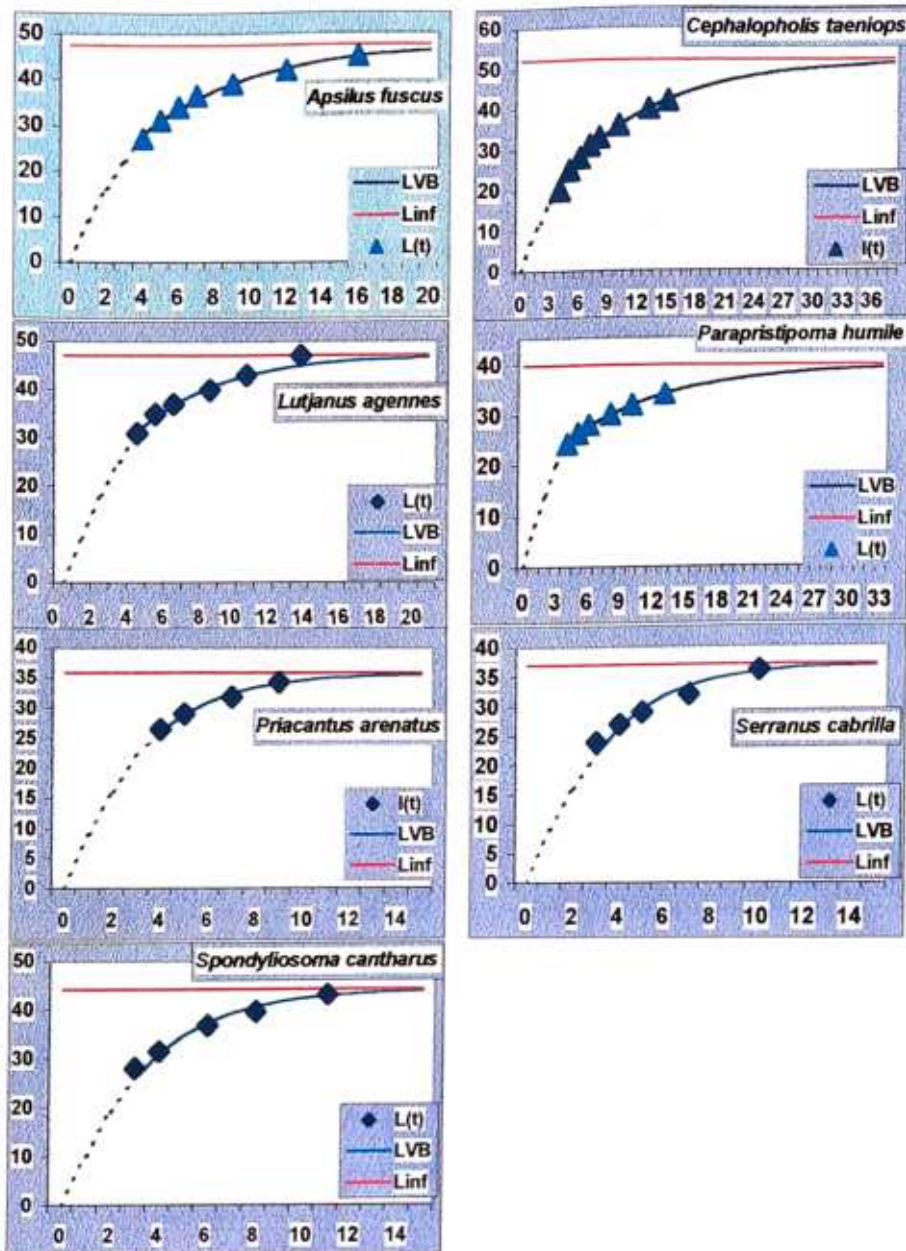 50
40
30
20
10
0
0 2 4 6 8 10 12 14 16 18 20
Apsilus fuscus
LVB
Linf
L(t)
Cephalopholis taeniops
60
50
40
30
20
10
0
0 3 6 9 12 15 18 21 24 27 30 33 36
LVB
Linf
l(t)
50
40
30
20
10
0
0 2 4 6 8 10 12 14 16 18 20
Lutjanus agennes
L(t)
LVB
Linf
Parapristipoma humile
40
30
20
10
0
0 3 6 9 12 15 18 21 24 27 30 33
LVB
Linf
L(t)
40
35
30
25
20
15
10
5
0
0 2 4 6 8 10 12 14
Priacantus arenatus
l(t)
LVB
Linf
40
35
30
25
20
15
10
5
0
0 2 4 6 8 10 12 14
Serranus cabrilla
L(t)
LVB
Linf
Spondyliosoma cantharus
50
40
30
20
10
0
0 2 4 6 8 10 12 14
L(t)
LVB
Linf